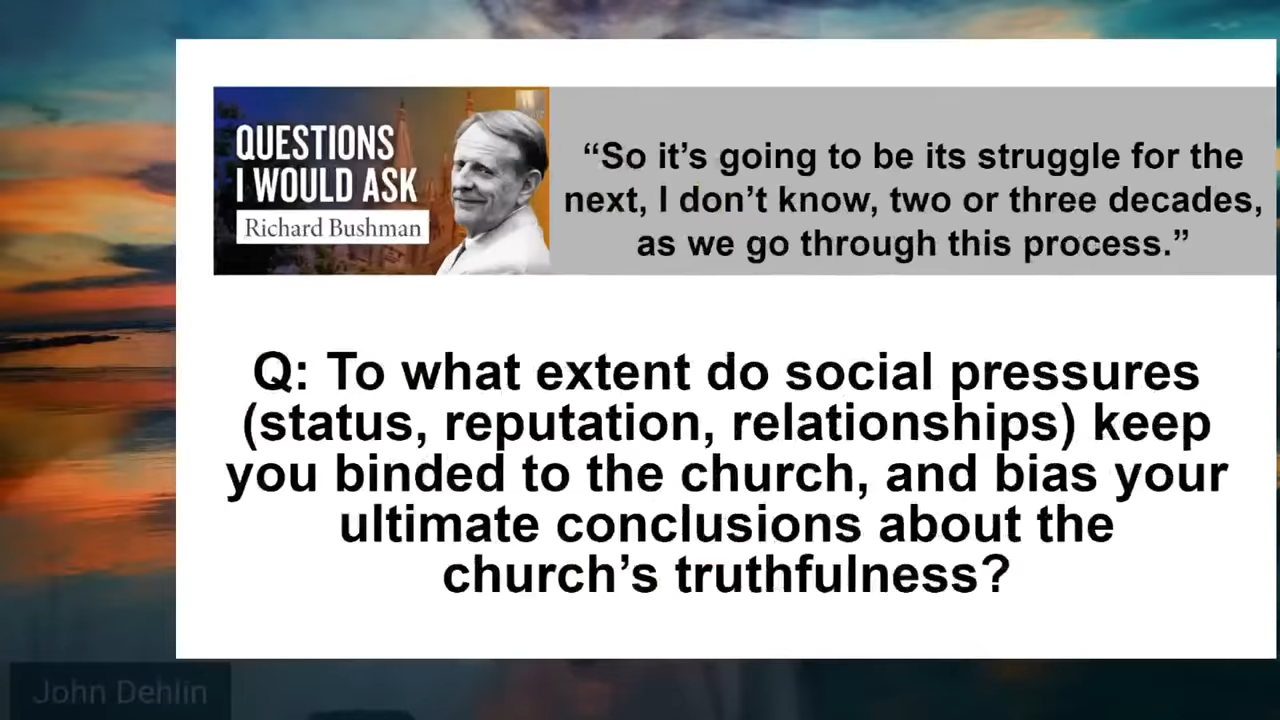 QUESTIONS
I WOULD ASK
Richard Bushman
“So it’s going to be its struggle for the
next, I don’t know, two or three decades,
as we go through this process.”
Q: To what extent do social pressures
(status, reputation, relationships) keep
you binded to the church, and bias your
ultimate conclusions about the
church’s truthfulness?
John Dehlin